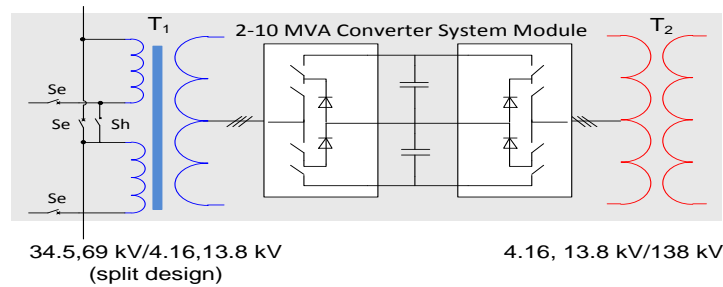 T1
2-10 MVA Converter System Module
T2
Se
Se
Sh
Se
34.5,69 kV/4.16,13.8 kV
(split design)
4.16, 13.8 kV/138 kV